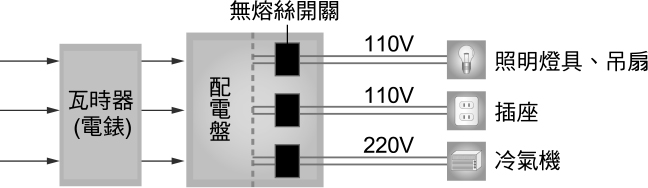 無熔絲開關
110V
照明燈具、吊扇
瓦時器
(電錶)
配電盤
110V
插座
220V
冷氣機